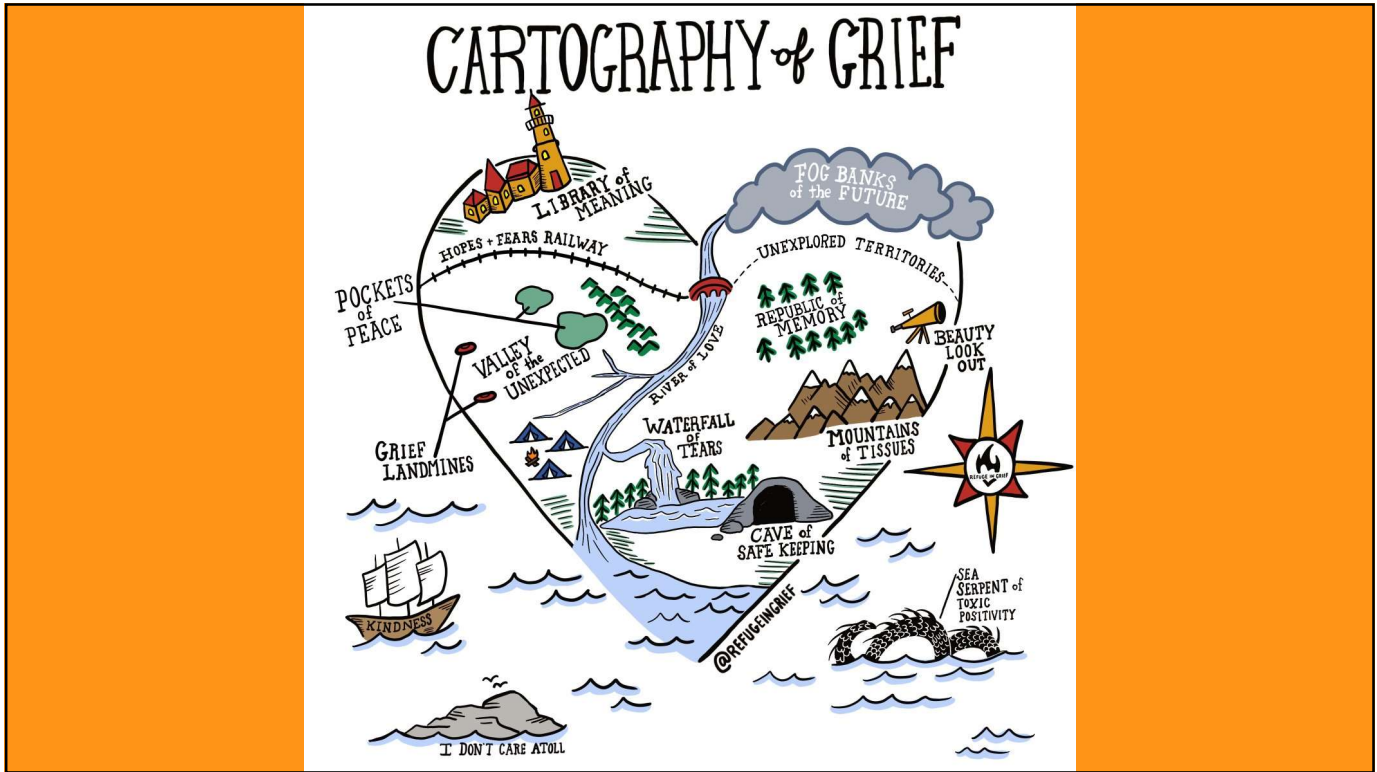 CARTOGRAPHY of GRIEF
LIBRARY of
MEANING
FOG BANKS
of the FUTURE
HOPES + FEARS RAILWAY
UNEXPLORED TERRITORIES
POCKETS
of
PEACE
REPUBLIC of
MEMORY
BEAUTY
LOOK
OUT
VALLEY
of the
UNEXPECTED
RIVER of LOVE
GRIEF
LANDMINES
WATERFALL
of
TEARS
MOUNTAINS
of TISSUES
REFUGE IN GRIEF
CAVE of
SAFE KEEPING
KINDNESS
@REFUGEINGRIEF
SEA
SERPENT of
TOXIC
POSITIVITY
I DON'T CARE ATOLL